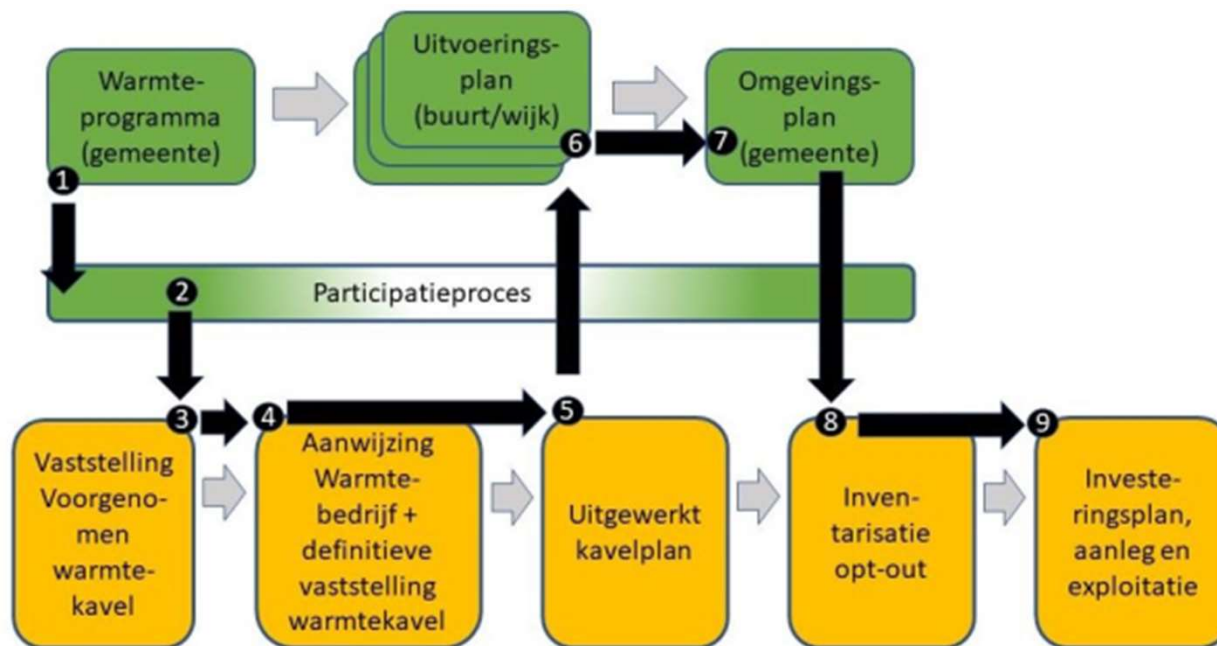 Warmte-
programma
(gemeente)
1
Uitvoerings-
plan
(buurt/wijk)
6
Omgevings-
plan
(gemeente)
7
2
Participatieproces
3
Vaststelling
Voorgeno-
men
warmte-
kavel
4
Aanwijzing
Warmte-
bedrijf +
definitieve
vaststelling
warmtekavel
5
Uitgewerkt
kavelplan
8
Inven-
tarisatie
opt-out
9
Investe-
ringsplan,
aanleg en
exploitatie